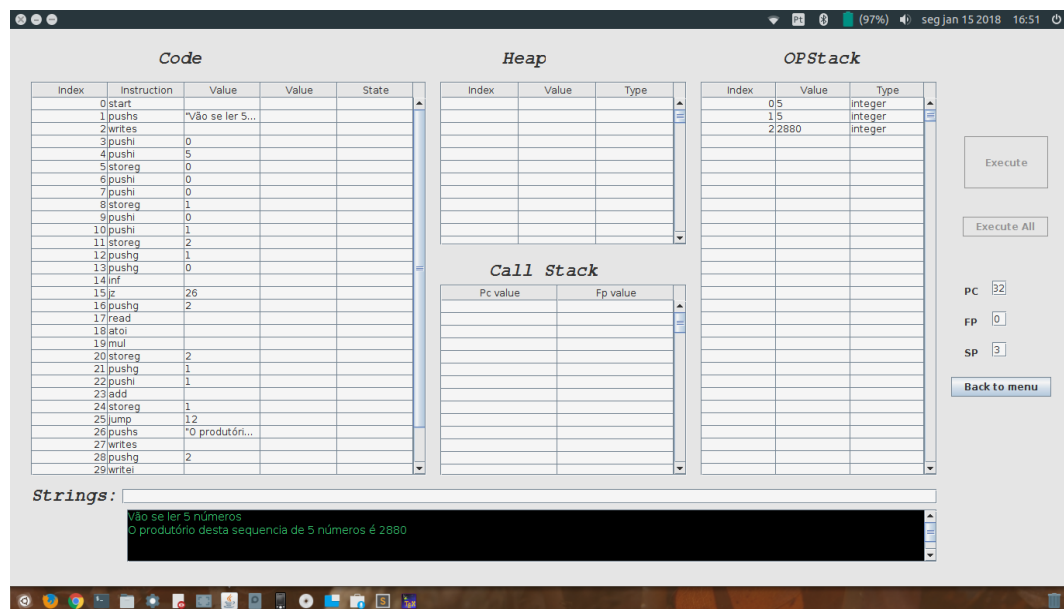 Pt (97%) seg jan 15 2018 16:51
Code Heap OPStack
Index Instruction Value Value State
0 start
1 pushs "Vão se ler 5...
2 writes
3 pushi 0
4 pushi 5
5 storeg 0
6 pushi 0
7 pushi 0
8 storeg 1
9 pushi 0
10 pushi 1
11 storeg 2
12 pushg 1
13 pushg 0
14 inf
15 jz 26
16 pushg 2
17 read
18 atoi
19 mul
20 storeg 2
21 pushg 1
22 pushi 1
23 add
24 storeg 1
25 jump 12
26 pushs "O produtóri...
27 writes
28 pushg 2
29 writei
Index Value Type
Call Stack
Pc value Fp value
Index Value Type
0 5 integer
1 5 integer
2 2880 integer
Execute
Execute All
PC 32
FP 0
SP 3
Back to menu
Strings:
Vão se ler 5 números
O produtório desta sequencia de 5 números é 2880